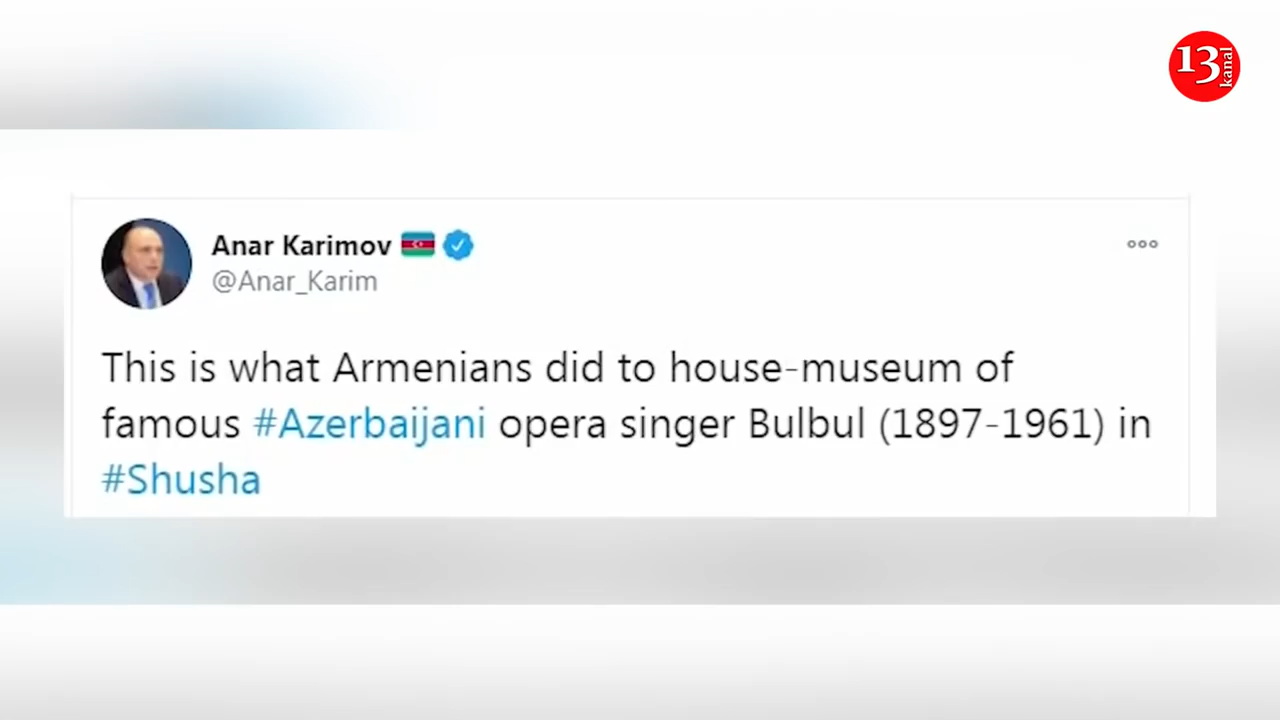 13
kanal
Anar Karimov
@Anar_Karim
This is what Armenians did to house-museum of
famous #Azerbaijani opera singer Bulbul (1897-1961) in
#Shusha